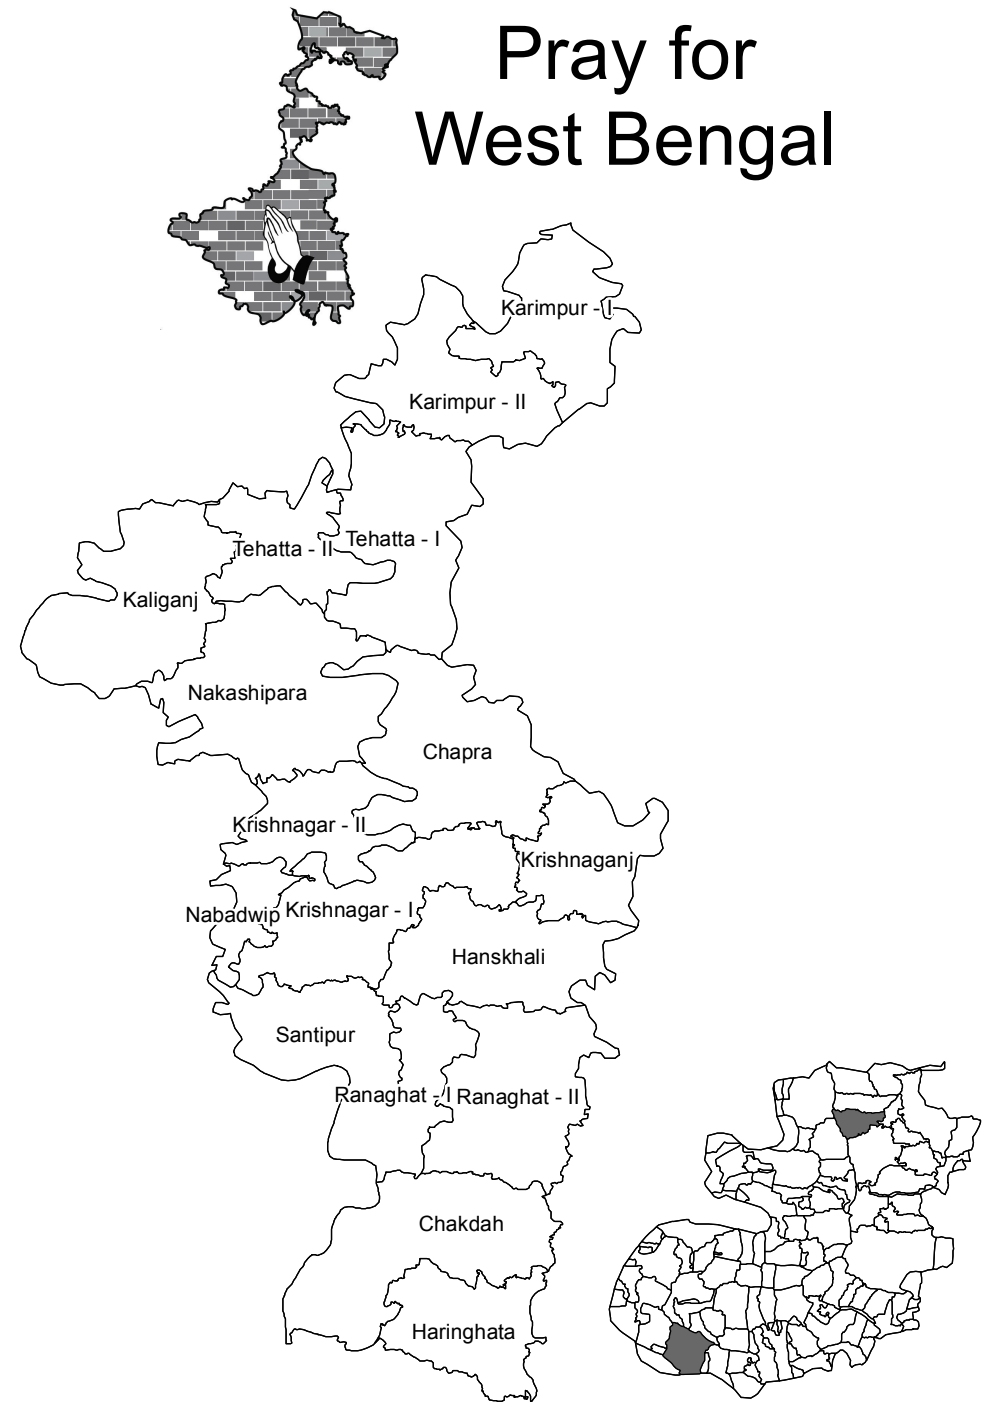 Pray for
West Bengal
Karimpur - I
Karimpur - II
Tehatta - I
Tehatta - II
Kaliganj
Nakashipara
Chapra
Krishnagar - II
Krishnaganj
Nabadwip
Krishnagar - I
Hanskhali
Santipur
Ranaghat - I
Ranaghat - II
Chakdah
Haringhata